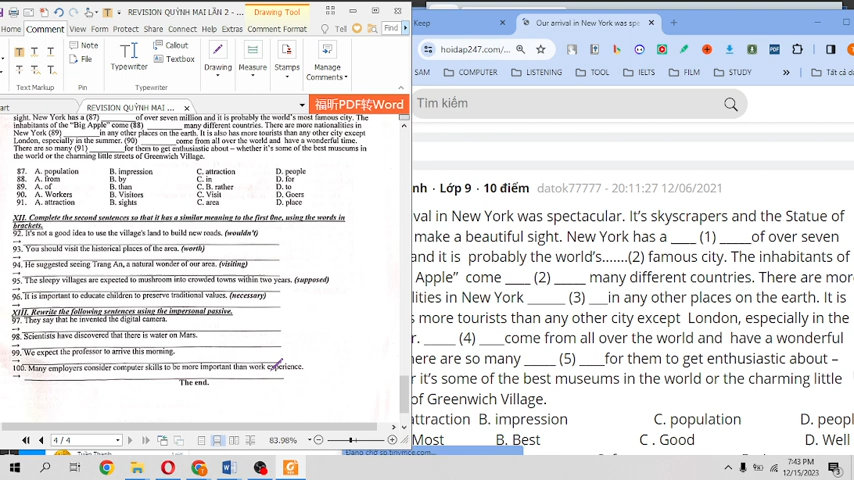 REVISION QUỲNH MAI LẦN 2 - ...
Drawing Tool
Home Comment View Form Protect Share Connect Help Extras Format
Tell
Find
Note
File
Typewriter
Callout
Textbox
Drawing
Measure
Stamps
Manage Comments
Text Markup
Pin
Typewriter
art
REVISION QUỲNH MAI ...
福昕PDF转Word
sight. New York has a (87) ________ of over seven million and it is probably the world's most famous city. The
inhabitants of the "Big Apple" come (88) ________ many different countries. There are more nationalities in
New York (89) ________ in any other places on the earth. It is also has more tourists than any other city except
London, especially in the summer. (90) ________ come from all over the world and have a wonderful time.
There are so many (91) ________ for them to get enthusiastic about – whether it's some of the best museums in
the world or the charming little streets of Greenwich Village.
87. A. population B. impression C. attraction D. people
88. A. from B. by C. in D. for
89. A. of B. than C. B. rather D. to
90. A. Workers B. Visitors C. Visit D. Goers
91. A. attraction B. sights C. area D. place
XII. Complete the second sentences so that it has a similar meaning to the first 0ne, using the words in
brackets.
92. It's not a good idea to use the village's land to build new roads. (wouldn't)
→
93. You should visit the historical places of the area. (worth)
→
94. He suggested seeing Trang An, a natural wonder of our area. (visiting)
→
95. The sleepy villages are expected to mushroom into crowded towns within two years. (supposed)
→
96. It is important to educate children to preserve traditional values. (necessary)
→
XIII. Rewrite the following sentences using the impersonal passive.
97. They say that he invented the digital camera.
→
98. Scientists have discovered that there is water on Mars.
→
99. We expect the professor to arrive this morning.
→
100. Many employers consider computer skills to be more important than work experience.
→
The end.
4 / 4
83.98%
Keep
Our arrival in New York was spe
hoidap247.com/...
SAM COMPUTER LISTENING TOOL IELTS FILM STUDY
Tất cả d
Tìm kiếm
nh · Lớp 9 · 10 điểm datok77777 - 20:11:27 12/06/2021
val in New York was spectacular. It's skyscrapers and the Statue of
make a beautiful sight. New York has a ____ (1) _____of over seven
and it is probably the world's.......(2) famous city. The inhabitants of
Apple" come ____ (2) _____ many different countries. There are more
lities in New York ______ (3) ___in any other places on the earth. It is
s more tourists than any other city except London, especially in the
r. _____ (4) ____come from all over the world and have a wonderful
here are so many _____ (5) ____for them to get enthusiastic about –
r it's some of the best museums in the world or the charming little
of Greenwich Village.
attraction B. impression C. population D. peopl
Most B. Best C . Good D. Well
Đang chờ sp.tinymce.com...
7:43 PM
12/15/2023